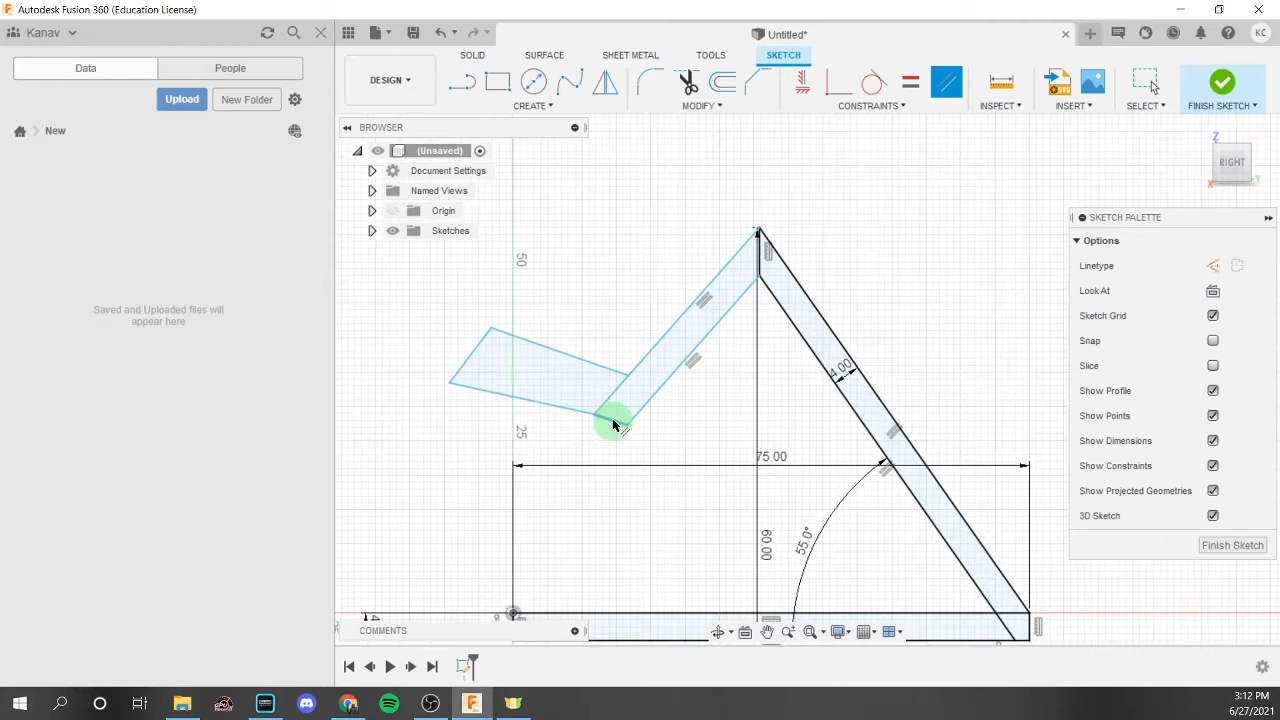 Autodesk Fusion 360 (Education License)
Kanav
Untitled*
KC
Data
People
SOLID
SURFACE
SHEET METAL
TOOLS
SKETCH
Upload
New Folder
DESIGN
CREATE
MODIFY
CONSTRAINTS
INSPECT
INSERT
SELECT
FINISH SKETCH
New
BROWSER
(Unsaved)
Document Settings
Named Views
Origin
Sketches
Z
RIGHT
X
Y
SKETCH PALETTE
Options
Linetype
Look At
Sketch Grid
Snap
Slice
Show Profile
Show Points
Show Dimensions
Show Constraints
Show Projected Geometries
3D Sketch
Finish Sketch
50
4.00
25
75.00
60.00
55.0°
Saved and Uploaded files will
appear here
COMMENTS
3:12 PM
6/27/2021